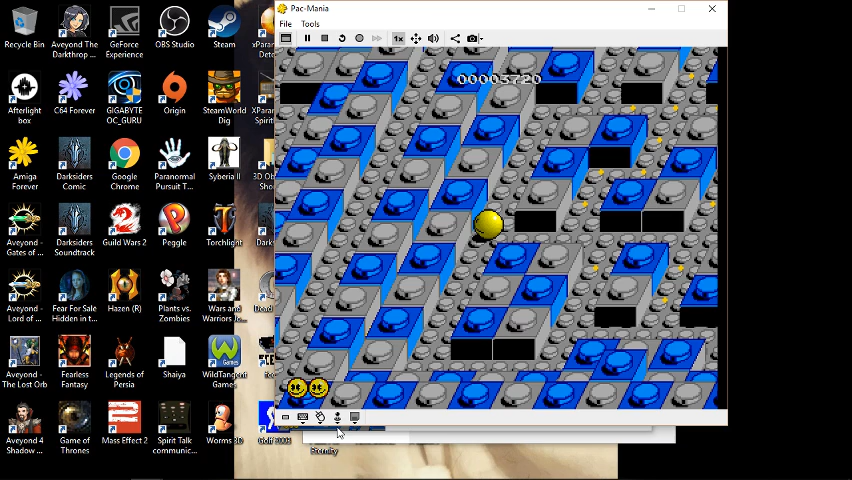 Pac-Mania
File Tools
1x
00003720
Recycle Bin
Aveyond The Darkthrop ...
GeForce Experience
OBS Studio
Steam
Afterlight box
C64 Forever
GIGABYTE OC_GURU
Origin
SteamWorld Dig
Amiga Forever
Darksiders Comic
Google Chrome
Paranormal Pursuit T...
Syberia II
Aveyond - Gates of ...
Darksiders Soundtrack
Guild Wars 2
Peggle
Torchlight
Aveyond - Lord of ...
Fear For Sale Hidden in t...
Hazen (R)
Plants vs. Zombies
Wars and Warriors J...
Aveyond - The Lost Orb
Fearless Fantasy
Legends of Persia
Shaiya
WildTangent Games
Aveyond 4 Shadow ...
Game of Thrones
Mass Effect 2
Spirit Talk communic...
Worms 3D
Eternity